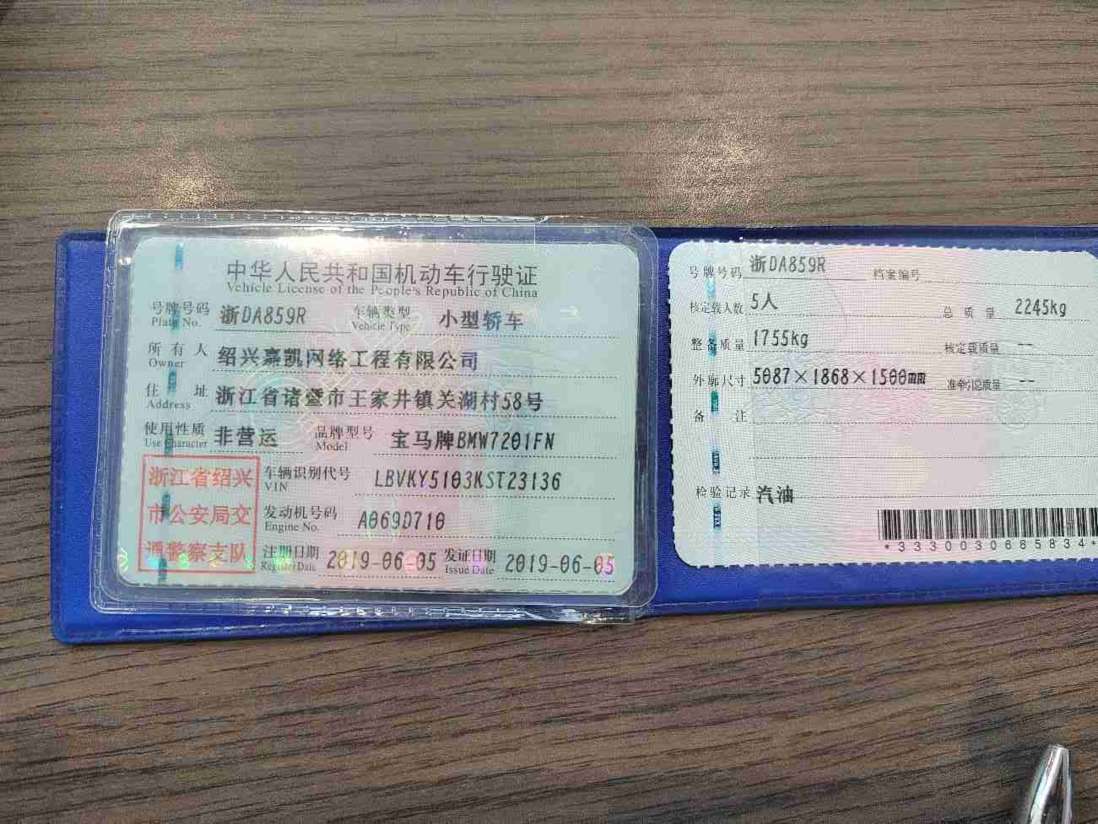 中华人民共和国机动车行驶证
Vehicle License of the People's Republic of China
号牌号码 浙DA859R 车辆类型 小型轿车
Plate No. Vehicle Type
所有人 绍兴嘉凯网络工程有限公司
Owner
住址 浙江省诸暨市王家井镇关湖村58号
Address
使用性质 非营运 品牌型号 宝马牌BMW7201FN
Use Character Model
浙江省绍兴
市公安局交
通警察支队
车辆识别代号 LBVKY5103KST23136
VIN
发动机号码 A069D710
Engine No.
注册日期 2019-06-05 发证日期 2019-06-05
Register Date Issue Date
号牌号码 浙DA859R 档案编号
核定载人数 5人 总质量 2245kg
整备质量 1755kg 核定载质量 --
外廓尺寸 5087×1868×1500mm 准牵引总质量 --
备注
检验记录 汽油
*3330030685834*